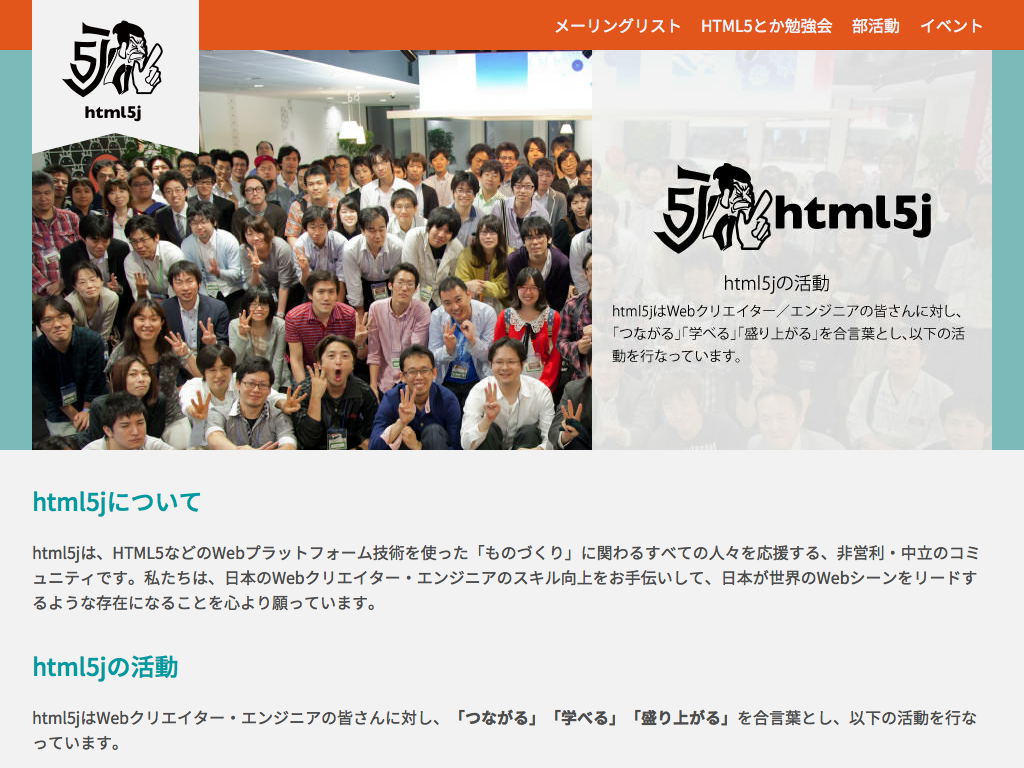 html5j
メーリングリスト HTML5とか勉強会 部活動 イベント
html5j
html5jの活動
html5jはWebクリエイター／エンジニアの皆さんに対し、
「つながる」「学べる」「盛り上がる」を合言葉とし、以下の活
動を行なっています。
html5jについて
html5jは、HTML5などのWebプラットフォーム技術を使った「ものづくり」に関わるすべての人々を応援する、非営利・中立のコミ
ュニティです。私たちは、日本のWebクリエイター・エンジニアのスキル向上をお手伝いして、日本が世界のWebシーンをリードす
るような存在になることを心より願っています。
html5jの活動
html5jはWebクリエイター・エンジニアの皆さんに対し、「つながる」「学べる」「盛り上がる」を合言葉とし、以下の活動を行な
っています。